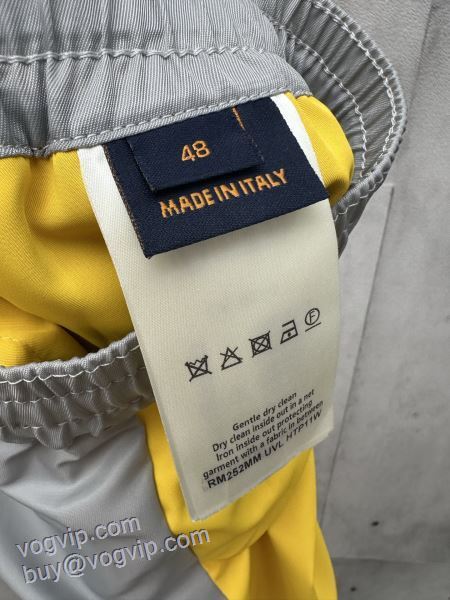 48
MADE IN ITALY
F
Gentle dry clean
Dry clean inside out in a net
Iron inside out protecting
garment with a fabric in between
RM252MM UVL HTP11W
vogvip.com
buy@vogvip.com